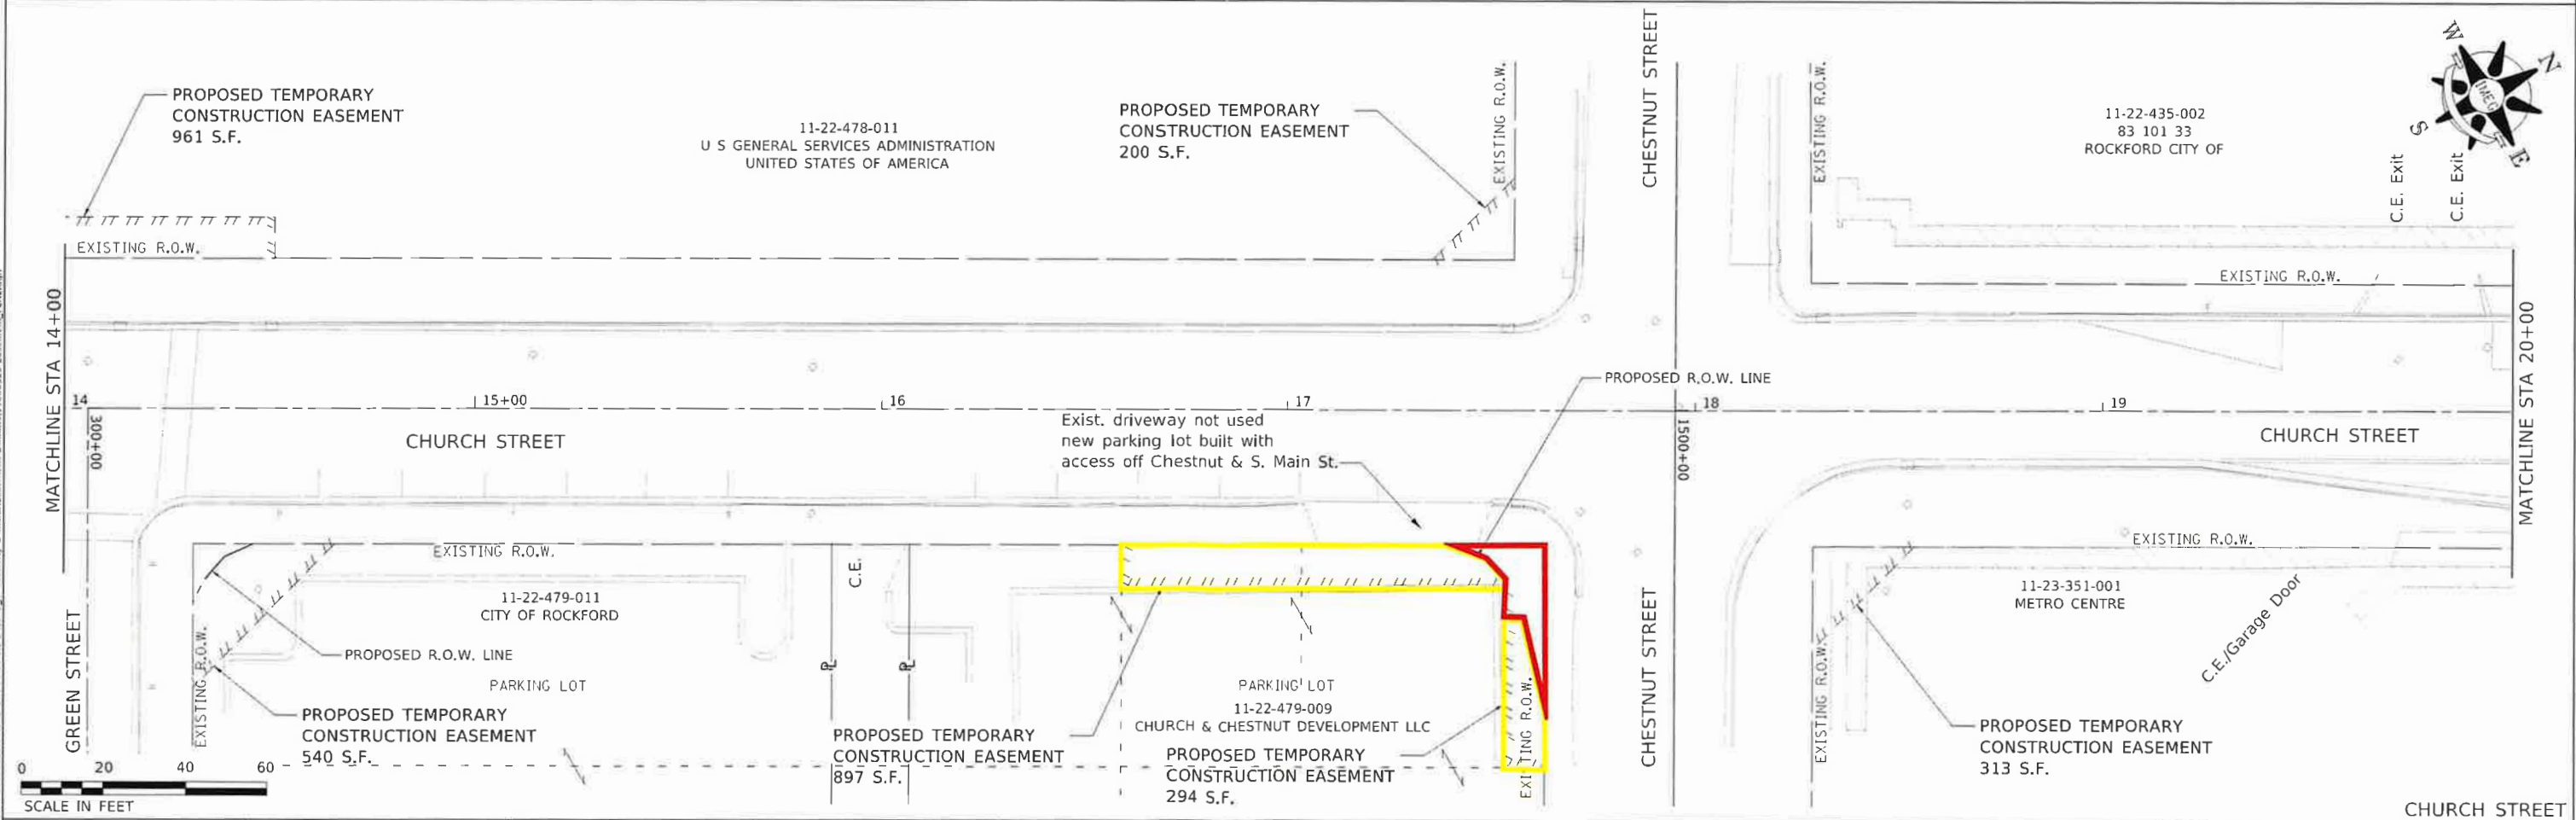 PROPOSED TEMPORARY
CONSTRUCTION EASEMENT
961 S.F.
11-22-478-011
U S GENERAL SERVICES ADMINISTRATION
UNITED STATES OF AMERICA
PROPOSED TEMPORARY
CONSTRUCTION EASEMENT
200 S.F.
EXISTING R.O.W.
CHESTNUT STREET
EXISTING R.O.W.
11-22-435-002
83 101 33
ROCKFORD CITY OF
C.E. Exit
C.E. Exit
W
N
S
E
IMEG
EXISTING R.O.W.
EXISTING R.O.W.
MATCHLINE STA 14+00
MATCHLINE STA 20+00
PROPOSED R.O.W. LINE
14
15+00
16
17
18
19
300+00
1500+00
CHURCH STREET
Exist. driveway not used
new parking lot built with
access off Chestnut & S. Main St.
CHURCH STREET
EXISTING R.O.W.
C.E.
EXISTING R.O.W.
11-22-479-011
CITY OF ROCKFORD
11-23-351-001
METRO CENTRE
C.E./Garage Door
GREEN STREET
EXISTING R.O.W.
PROPOSED R.O.W. LINE
PARKING LOT
PL
PL
PARKING LOT
11-22-479-009
CHURCH & CHESTNUT DEVELOPMENT LLC
EXISTING R.O.W.
CHESTNUT STREET
EXISTING R.O.W.
PROPOSED TEMPORARY
CONSTRUCTION EASEMENT
540 S.F.
PROPOSED TEMPORARY
CONSTRUCTION EASEMENT
897 S.F.
PROPOSED TEMPORARY
CONSTRUCTION EASEMENT
294 S.F.
PROPOSED TEMPORARY
CONSTRUCTION EASEMENT
313 S.F.
0 20 40 60
SCALE IN FEET
CHURCH STREET